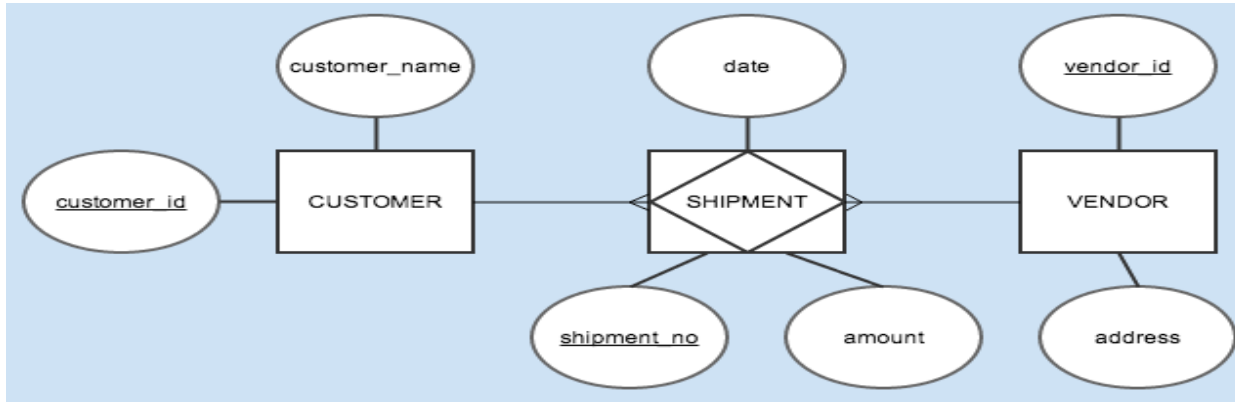 customer_name
date
vendor_id
customer_id
CUSTOMER
SHIPMENT
VENDOR
shipment_no
amount
address